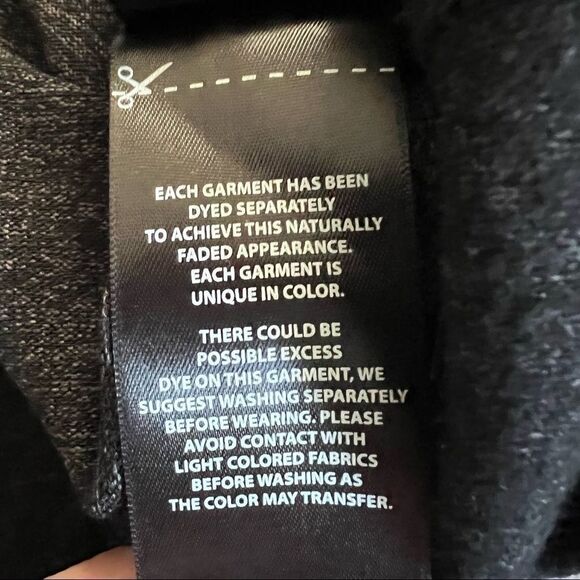 EACH GARMENT HAS BEEN
DYED SEPARATELY
TO ACHIEVE THIS NATURALLY
FADED APPEARANCE.
EACH GARMENT IS
UNIQUE IN COLOR.
THERE COULD BE
POSSIBLE EXCESS
DYE ON THIS GARMENT, WE
SUGGEST WASHING SEPARATELY
BEFORE WEARING. PLEASE
AVOID CONTACT WITH
LIGHT COLORED FABRICS
BEFORE WASHING AS
THE COLOR MAY TRANSFER.